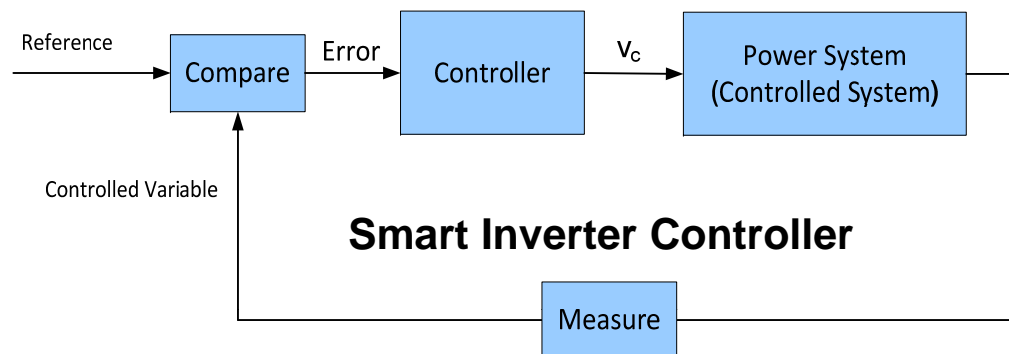 Reference
Compare
Error
Controller
vc
Power System
(Controlled System)
Controlled Variable
Smart Inverter Controller
Measure